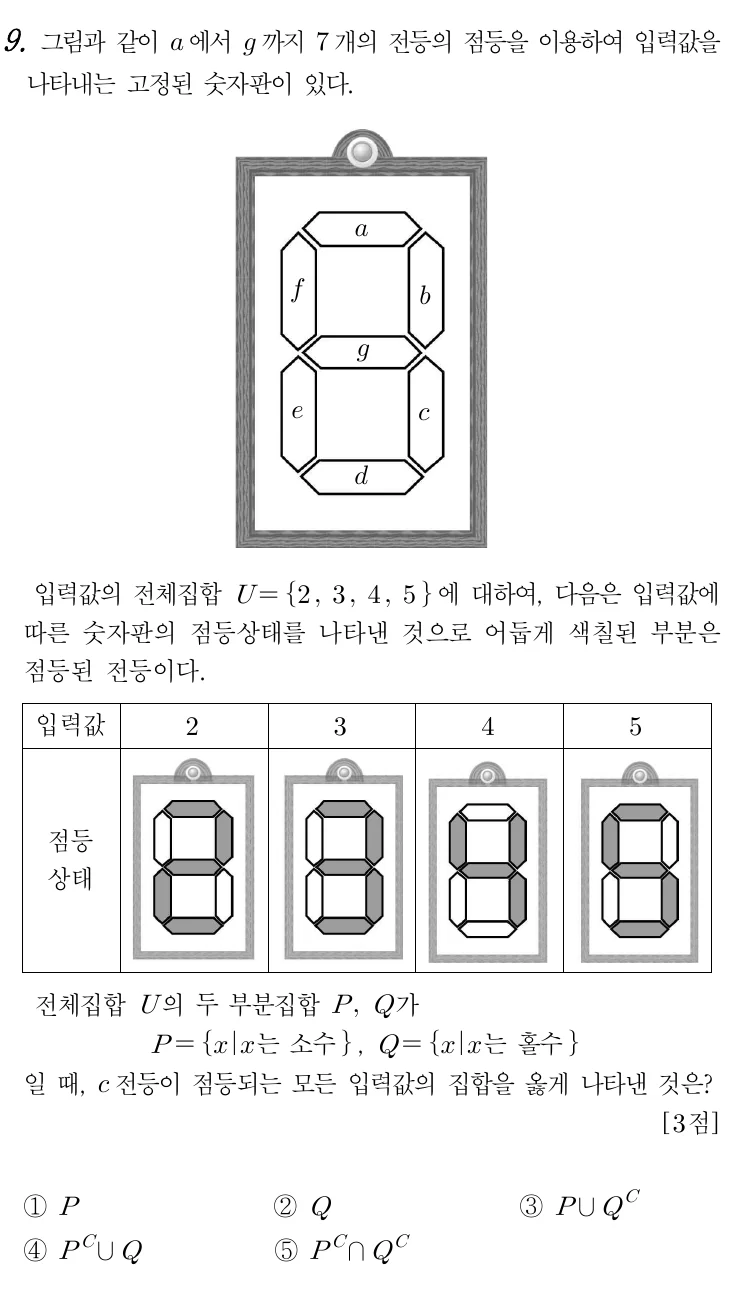 9. 그림과 같이 a에서 g까지 7개의 전등의 점등을 이용하여 입력값을
나타내는 고정된 숫자판이 있다.
a
f
b
g
e
c
d
입력값의 전체집합 U={2, 3, 4, 5}에 대하여, 다음은 입력값에
따른 숫자판의 점등상태를 나타낸 것으로 어둡게 색칠된 부분은
점등된 전등이다.
입력값 2 3 4 5
점등
상태
전체집합 U의 두 부분집합 P, Q가
P={x|x는 소수}, Q={x|x는 홀수}
일 때, c전등이 점등되는 모든 입력값의 집합을 옳게 나타낸 것은?
[3점]
① P ② Q ③ P∪Q^C
④ P^C∪Q ⑤ P^C∩Q^C